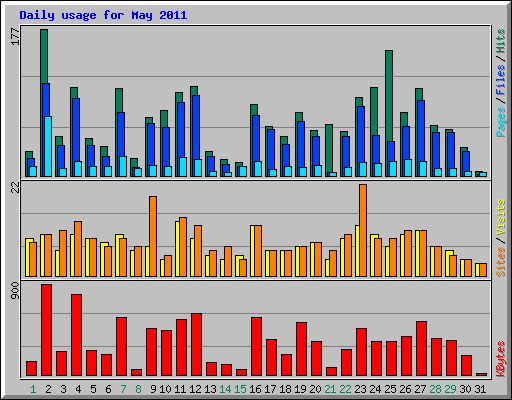 Daily usage for May 2011
177
Pages / Files / Hits
22
Sites / Visits
900
KBytes
1 2 3 4 5 6 7 8 9 10 11 12 13 14 15 16 17 18 19 20 21 22 23 24 25 26 27 28 29 30 31